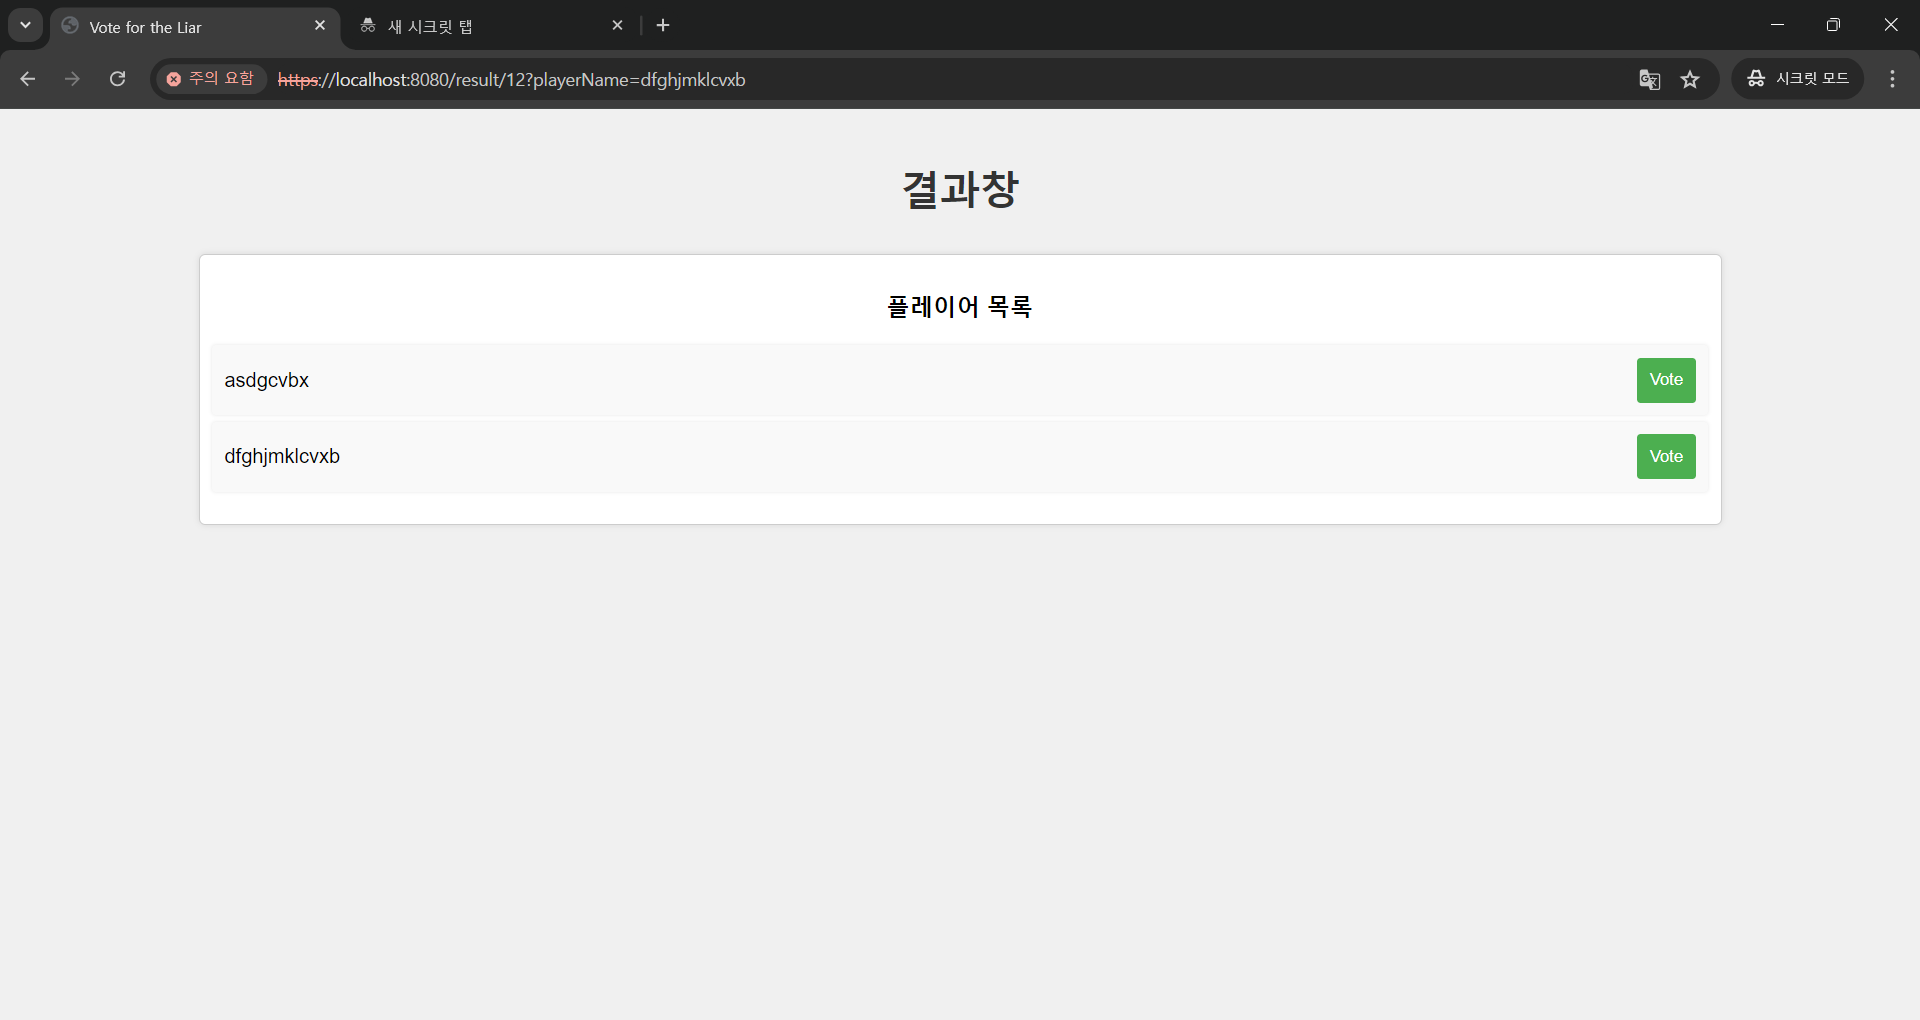 Vote for the Liar
새 시크릿 탭
주의 요함
https://localhost:8080/result/12?playerName=dfghjmklcvxb
시크릿 모드
결과창
플레이어 목록
asdgcvbx
Vote
dfghjmklcvxb
Vote